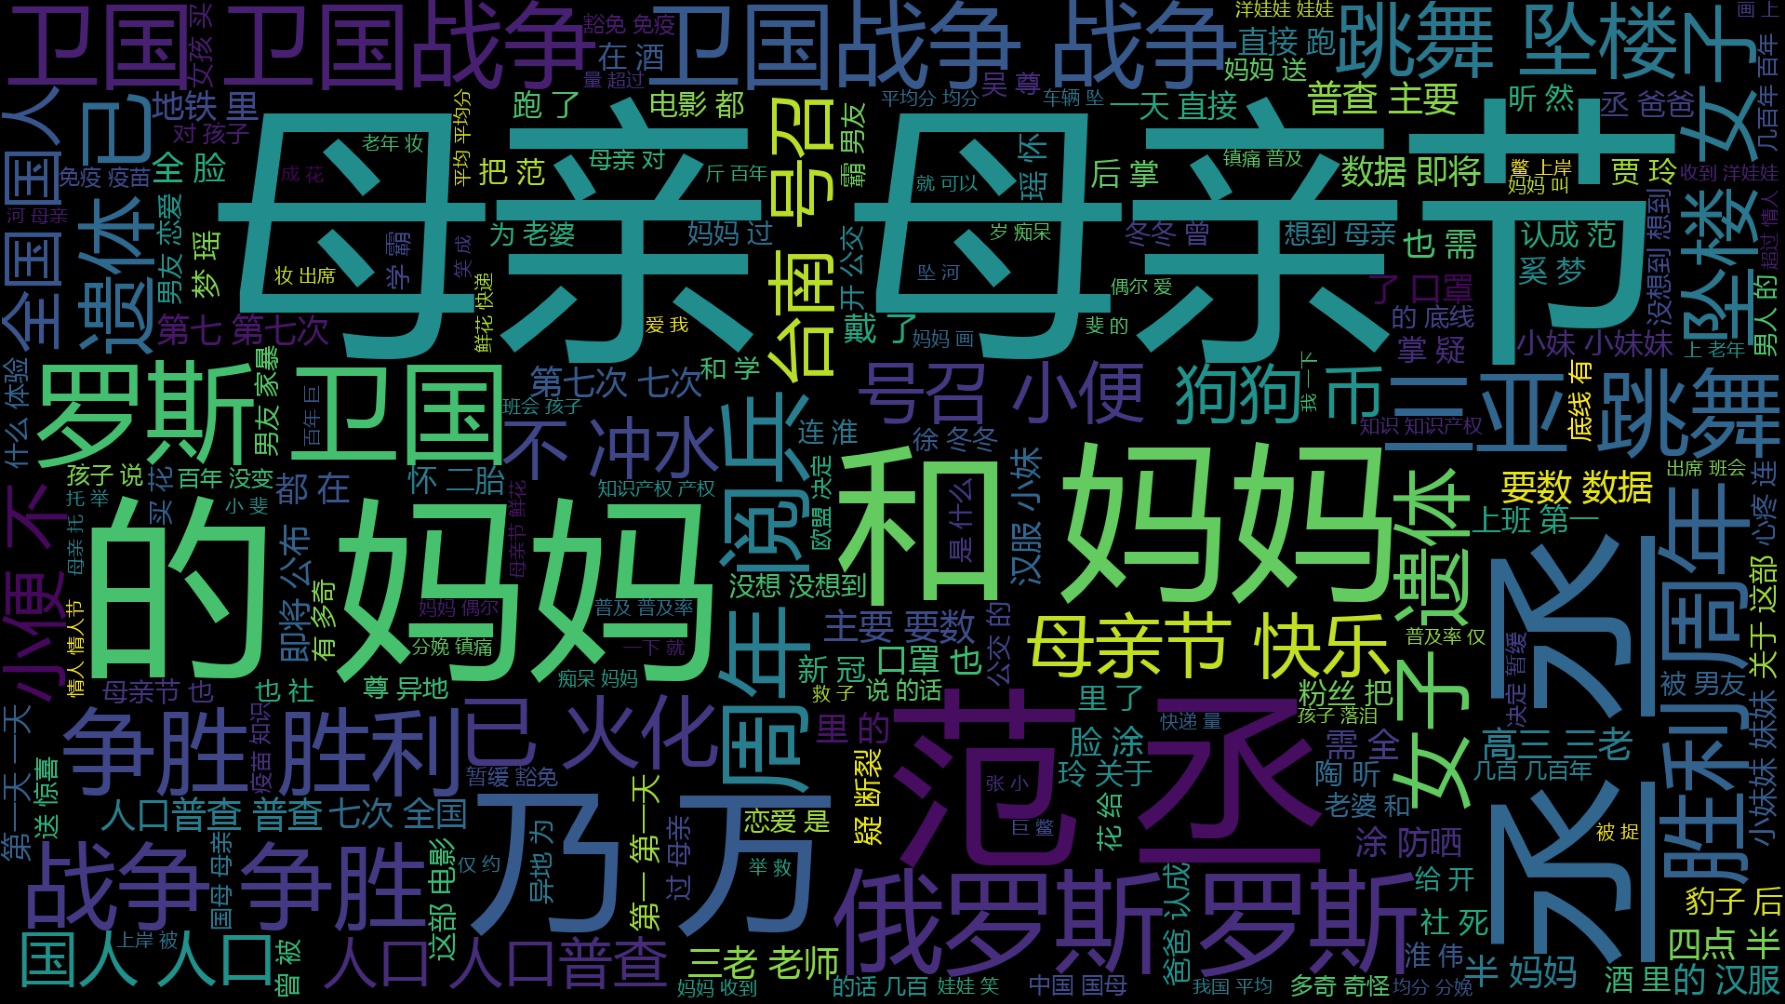 卫国 卫国战争
卫国战争 战争
跳舞 坠楼
女子
女孩 买
豁免 免疫
在 酒
量 超过
洋娃娃 娃娃
直接 跑
妈妈 送
画 上
几百年 百年
全国 国人
遗体 已
地铁 里
对 孩子
全 脸
免疫 疫苗
河 母亲
男友 恋爱
梦 瑶
第七 第七次
母亲 母亲节
老年 妆
成 花
平均 平均分
跑 了
电影 都
把 范
母亲 对
斤 百年
为 老婆
妈妈 过
学 霸
笑 成
妆 出席
鲜花 快递
爱 我
台南 号召
霸 男友
开 公交
吴 尊
平均分 均分
车辆 坠
一天 直接
普查 主要
昕 然
丞 爸爸
后 掌
镇痛 普及
数据 即将
鳖 上岸
妈妈 叫
贾 玲
收到 洋娃娃
就 可以
瑶 怀
岁 痴呆
冬冬 曾
想到 母亲
也 需
认成 范
奚 梦
坠 河
偶尔 爱
斐 的
戴 了
妈妈 画
了 口罩
的 底线
掌 疑
小妹 小妹妹
没想到 想到
坠楼 女
超过 情人
男人 的
上 老年
什么 体验
罗斯 卫国
男友 家暴
百年 巨
第七次 七次
班会 孩子
和 学
不 冲水
阅兵
号召 小便
狗狗 币
我 一下
三亚 跳舞
底线 有
知识 知识产权
连 淮
徐 冬冬
欧盟 决定
孩子 说
百年 没变
托 举
小 斐
买 花
都 在
怀 二胎
知识产权 产权
母亲节 鲜花
小便 不
母亲 托
的 妈妈
和 妈妈
是 什么
汉服 小妹
遗体
要数 数据
出席 班会
上班 第一
心疼 连
即将 公布
有 多奇
妈妈 偶尔
普及 普及率
分娩 镇痛
一下 就
没想 没想到
主要 要数
公交 的
母亲节 快乐
普及率 仅
丞 丞
胜利 周年
关于 这部
情人 情人节
母亲节 也
也 社
尊 异地
痴呆 妈妈
周年
新 冠
口罩 也
救 子
说 的话
里 了
粉丝 把
孩子 落泪
女子
决定 暂缓
被 男友
第一天 一天
争胜 胜利
疫苗 知识
已 火化
暂缓 豁免
里 的
范 丞
快递 量
脸 涂
玲 关于
张 小
需 全
陶 昕
老婆 和
高三 三老
几百 几百年
小妹妹 妹妹
送 惊喜
人口普查 普查
七次 全国
乃 万
第一 第一天
过 母亲
恋爱 是
疑 断裂
巨 鳖
花 给
涂 防晒
被 捉
战争 争胜
国母 母亲
这部 电影
仅 约
异地 为
举 救
俄罗斯 罗斯
爸爸 认成
给 开
社 死
淮 伟
豹子 后
四点 半
国人 人口
上岸 被
曾 被
人口 人口普查
三老 老师
妈妈 收到
的话 几百
娃娃 笑
中国 国母
我国 平均
多奇 奇怪
均分 分娩
半 妈妈
酒 里
的 汉服